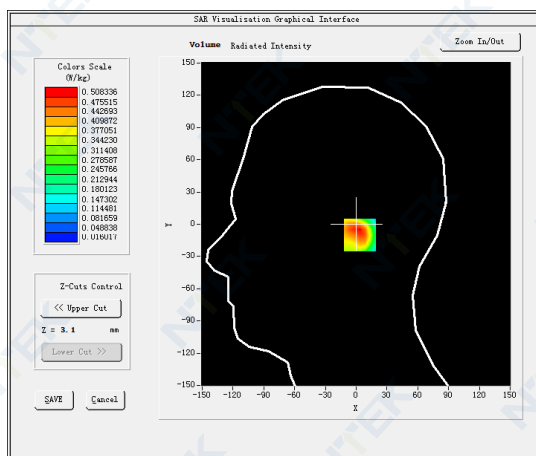 SAR Visualisation Graphical Interface
Volume Radiated Intensity
Zoom In/Out
Colors Scale
(W/kg)
0.508336
0.475515
0.442693
0.409872
0.377051
0.344230
0.311408
0.278587
0.245766
0.212944
0.180123
0.147302
0.114481
0.081659
0.048838
0.016017
Z-Cuts Control
<< Upper Cut
Z = 3.1 mm
Lower Cut >>
SAVE
Cancel
150
120
90
60
30
0
-30
-60
-90
-120
-150
Y
-150 -120 -90 -60 -30 0 30 60 90 120 150
X
NTEK